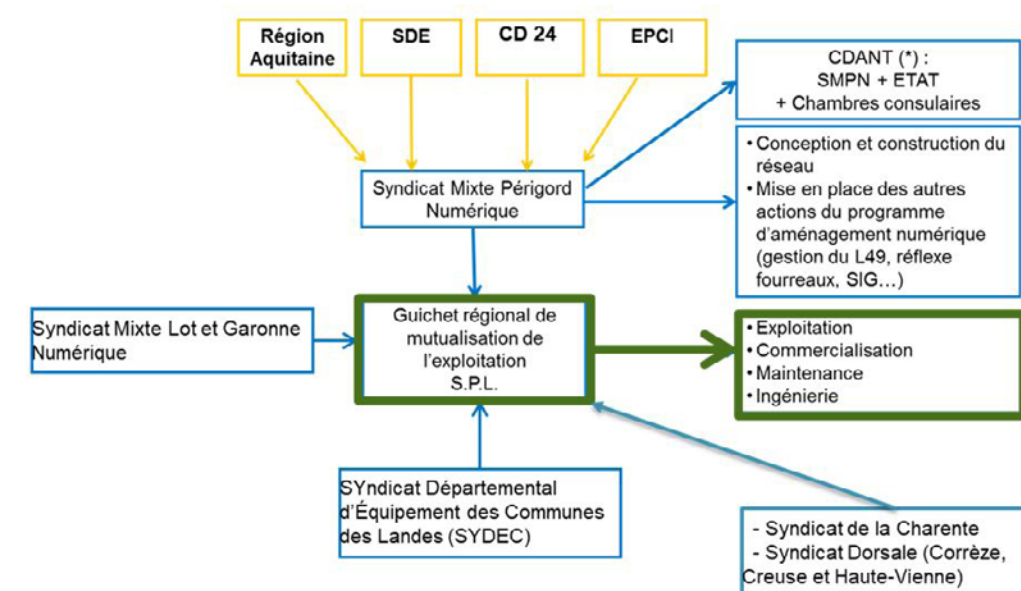 Région
Aquitaine
SDE
CD 24
EPCI
CDANT (*) :
SMPN + ETAT
+ Chambres consulaires
Syndicat Mixte Périgord
Numérique
• Conception et construction du
réseau
• Mise en place des autres
actions du programme
d’aménagement numérique
(gestion du L49, réflexe
fourreaux, SIG…)
Syndicat Mixte Lot et Garonne
Numérique
Guichet régional de
mutualisation de
l’exploitation
S.P.L.
• Exploitation
• Commercialisation
• Maintenance
• Ingénierie
SYndicat Départemental
d’Équipement des Communes
des Landes (SYDEC)
- Syndicat de la Charente
- Syndicat Dorsale (Corrèze,
Creuse et Haute-Vienne)